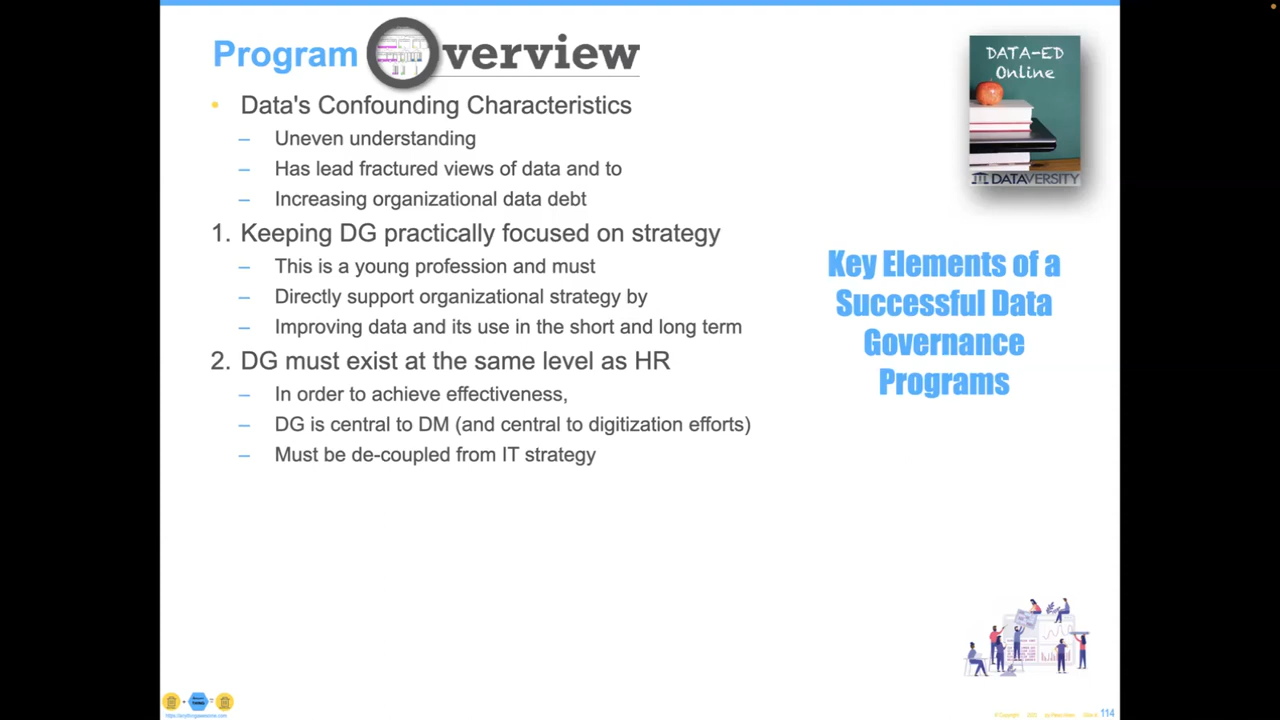 Program Overview
• Data's Confounding Characteristics
– Uneven understanding
– Has lead fractured views of data and to
– Increasing organizational data debt
1. Keeping DG practically focused on strategy
– This is a young profession and must
– Directly support organizational strategy by
– Improving data and its use in the short and long term
2. DG must exist at the same level as HR
– In order to achieve effectiveness,
– DG is central to DM (and central to digitization efforts)
– Must be de-coupled from IT strategy
DATA-ED
Online
DATAVERSITY
Key Elements of a
Successful Data
Governance
Programs
https://anythingawesome.com
114